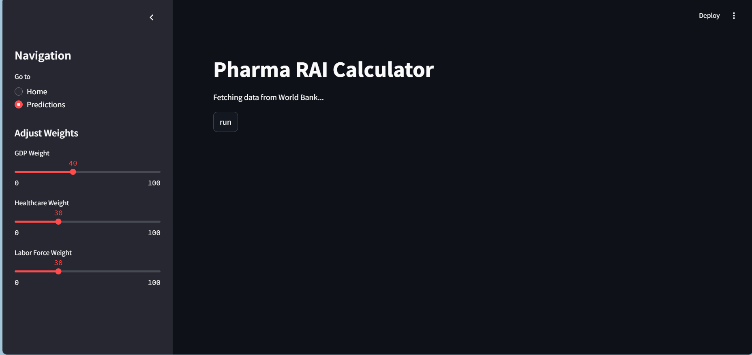 Deploy
Navigation
Go to
Home
Predictions
Adjust Weights
GDP Weight
40
0 100
Healthcare Weight
30
0 100
Labor Force Weight
30
0 100
Pharma RAI Calculator
Fetching data from World Bank...
run